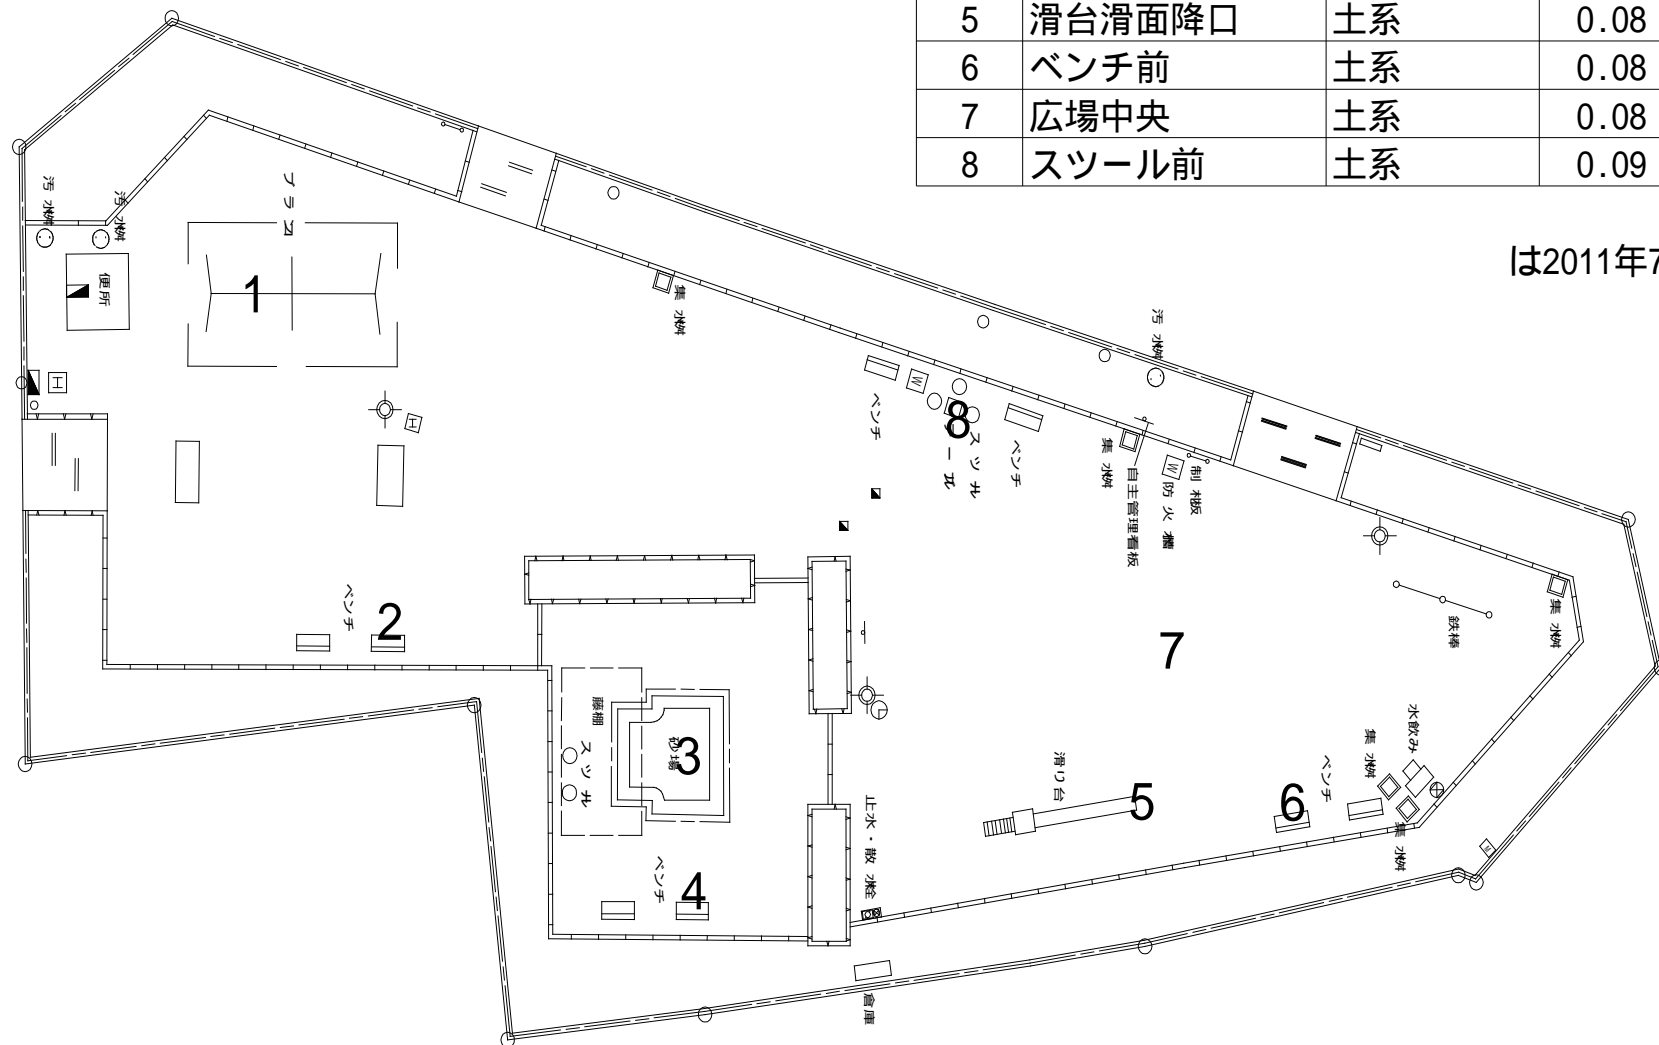 5 滑台滑面降口 土系 0.08
6 ベンチ前 土系 0.08
7 広場中央 土系 0.08
8 スツール前 土系 0.09
は2011年7
汚水桝
汚水桝
便所
1
H
H
集水桝
汚水桝
ベンチ
W
8
スツール
ベンチ
集水桝
自主管理看板
W
防火水槽
制札板
ベンチ
2
7
鉄棒
集水桝
藤棚
スツール
砂場
3
ベンチ
4
止水・散水栓
滑り台
5
6
ベンチ
集水桝
水飲み
集水桝
倉庫